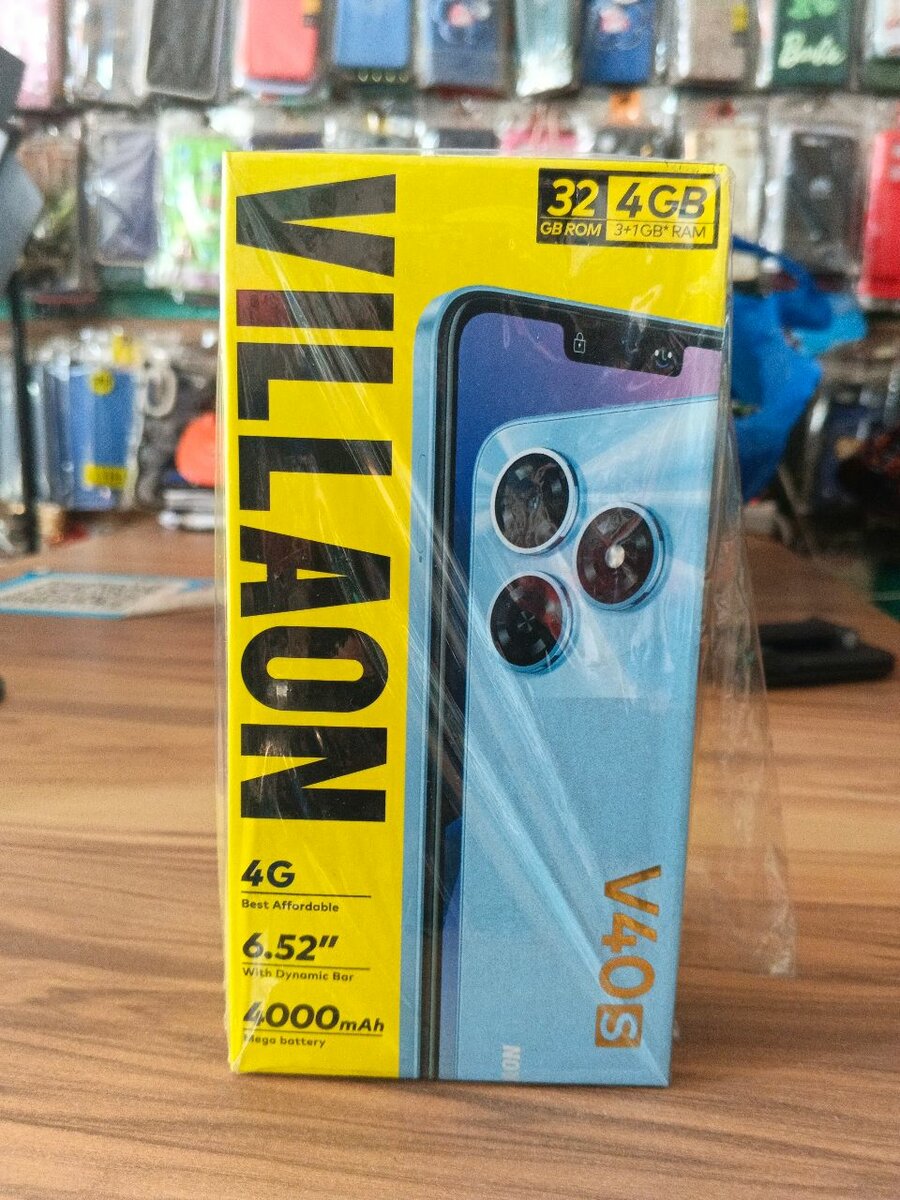 VILLAON
32
GB ROM
4GB
3+1GB* RAM
4G
Best Affordable
6.52"
With Dynamic Bar
4000mAh
Mega battery
V40s
Barbie